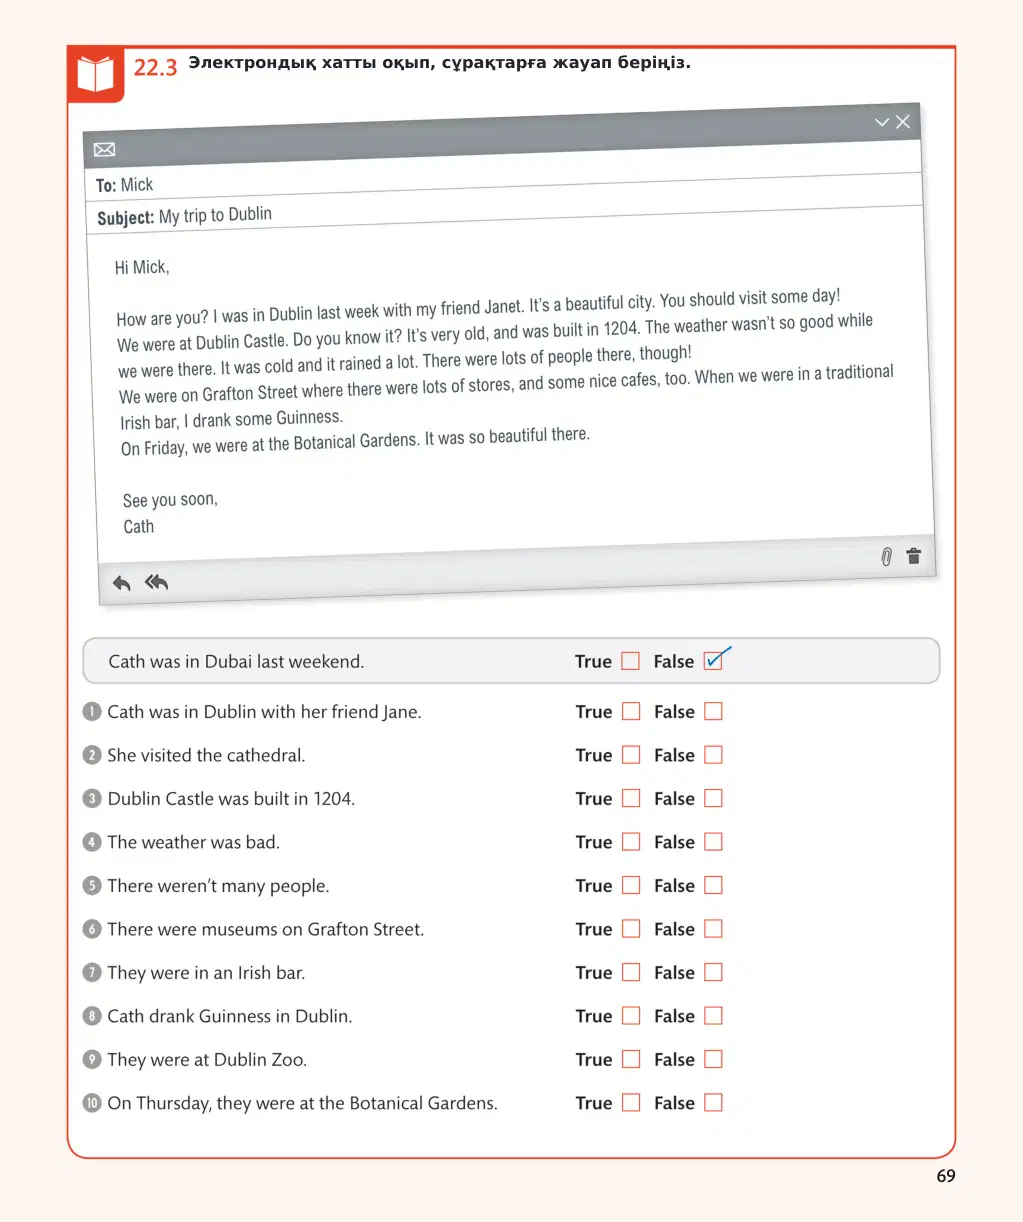 22.3 Электрондық хатты оқып, сұрақтарға жауап беріңіз.
To: Mick
Subject: My trip to Dublin
Hi Mick,
How are you? I was in Dublin last week with my friend Janet. It's a beautiful city. You should visit some day!
We were at Dublin Castle. Do you know it? It's very old, and was built in 1204. The weather wasn't so good while
we were there. It was cold and it rained a lot. There were lots of people there, though!
We were on Grafton Street where there were lots of stores, and some nice cafes, too. When we were in a traditional
Irish bar, I drank some Guinness.
On Friday, we were at the Botanical Gardens. It was so beautiful there.
See you soon,
Cath
Cath was in Dubai last weekend. True False
1 Cath was in Dublin with her friend Jane. True False
2 She visited the cathedral. True False
3 Dublin Castle was built in 1204. True False
4 The weather was bad. True False
5 There weren't many people. True False
6 There were museums on Grafton Street. True False
7 They were in an Irish bar. True False
8 Cath drank Guinness in Dublin. True False
9 They were at Dublin Zoo. True False
10 On Thursday, they were at the Botanical Gardens. True False
69